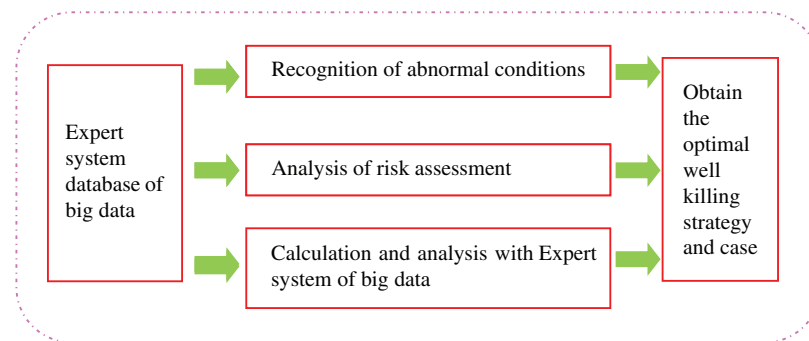 Expert
system
database of
big data
Recognition of abnormal conditions
Analysis of risk assessment
Calculation and analysis with Expert
system of big data
Obtain
the
optimal
well
killing
strategy
and case